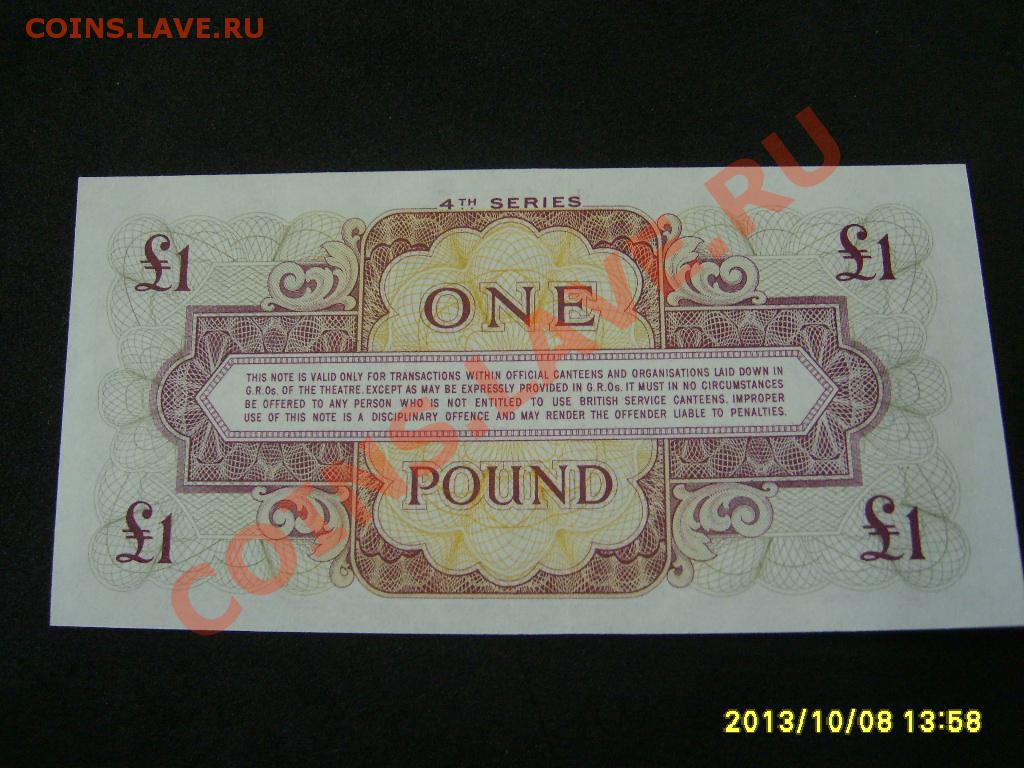 COINS.LAVE.RU
4TH SERIES
£1 £1
ONE
THIS NOTE IS VALID ONLY FOR TRANSACTIONS WITHIN OFFICIAL CANTEENS AND ORGANISATIONS LAID DOWN IN
G.R.Os. OF THE THEATRE. EXCEPT AS MAY BE EXPRESSLY PROVIDED IN G.R.Os. IT MUST IN NO CIRCUMSTANCES
BE OFFERED TO ANY PERSON WHO IS NOT ENTITLED TO USE BRITISH SERVICE CANTEENS. IMPROPER
USE OF THIS NOTE IS A DISCIPLINARY OFFENCE AND MAY RENDER THE OFFENDER LIABLE TO PENALTIES.
POUND
£1 £1
COINS.LAVE.RU
2013/10/08 13:58